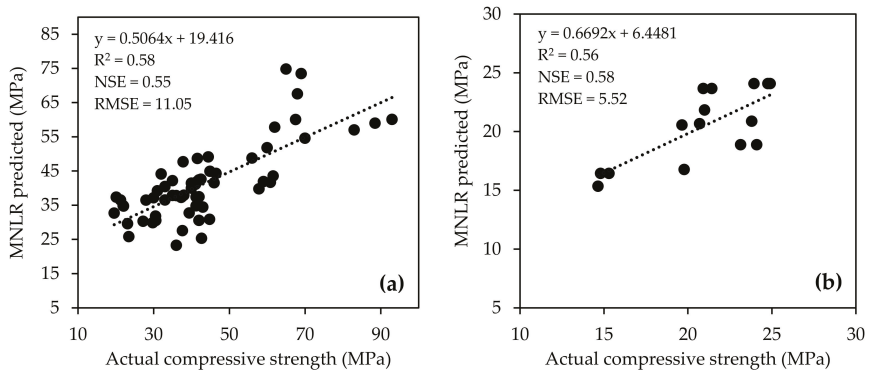 y = 0.5064x + 19.416
R² = 0.58
NSE = 0.55
RMSE = 11.05
85
75
65
55
45
35
25
15
5
MNLR predicted (MPa)
(a)
10 30 50 70 90
Actual compressive strength (MPa)
y = 0.6692x + 6.4481
R² = 0.56
NSE = 0.58
RMSE = 5.52
30
25
20
15
10
MNLR predicted (MPa)
(b)
10 15 20 25 30
Actual compressive strength (MPa)